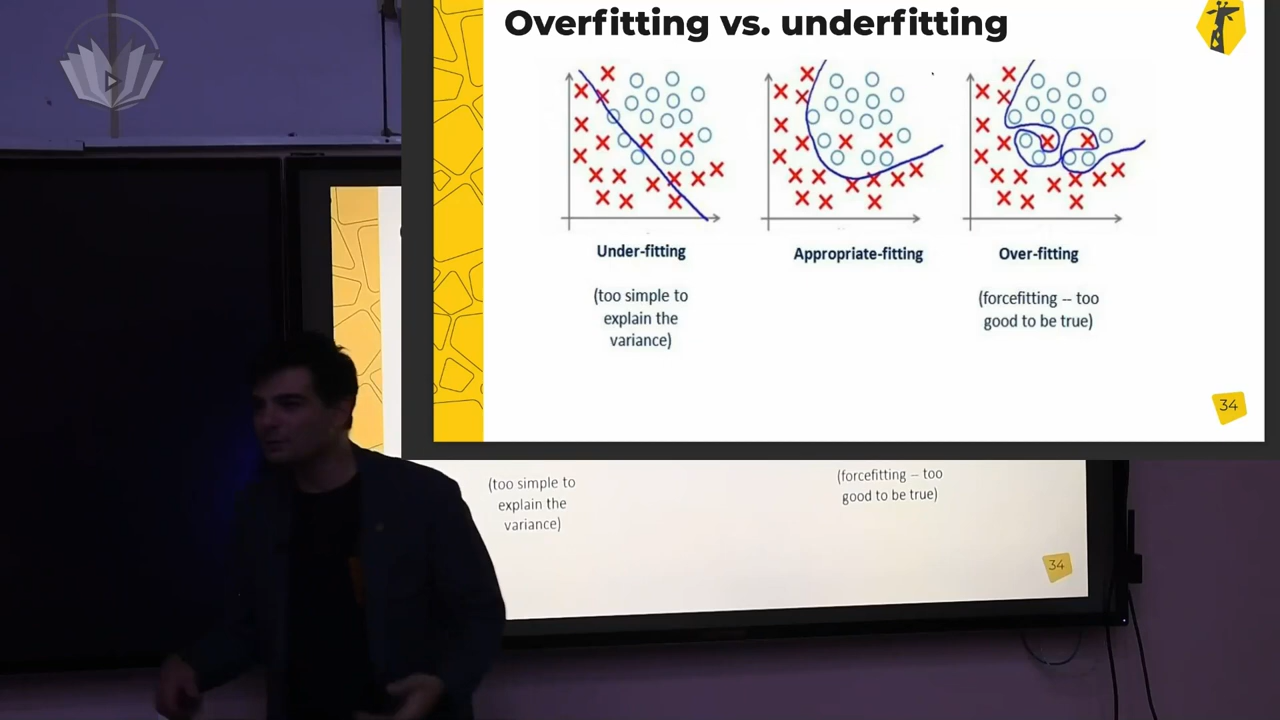 Overfitting vs. underfitting
Under-fitting
Appropriate-fitting
Over-fitting
(too simple to
explain the
variance)
(forcefitting -- too
good to be true)
34
(too simple to
explain the
variance)
(forcefitting -- too
good to be true)
34